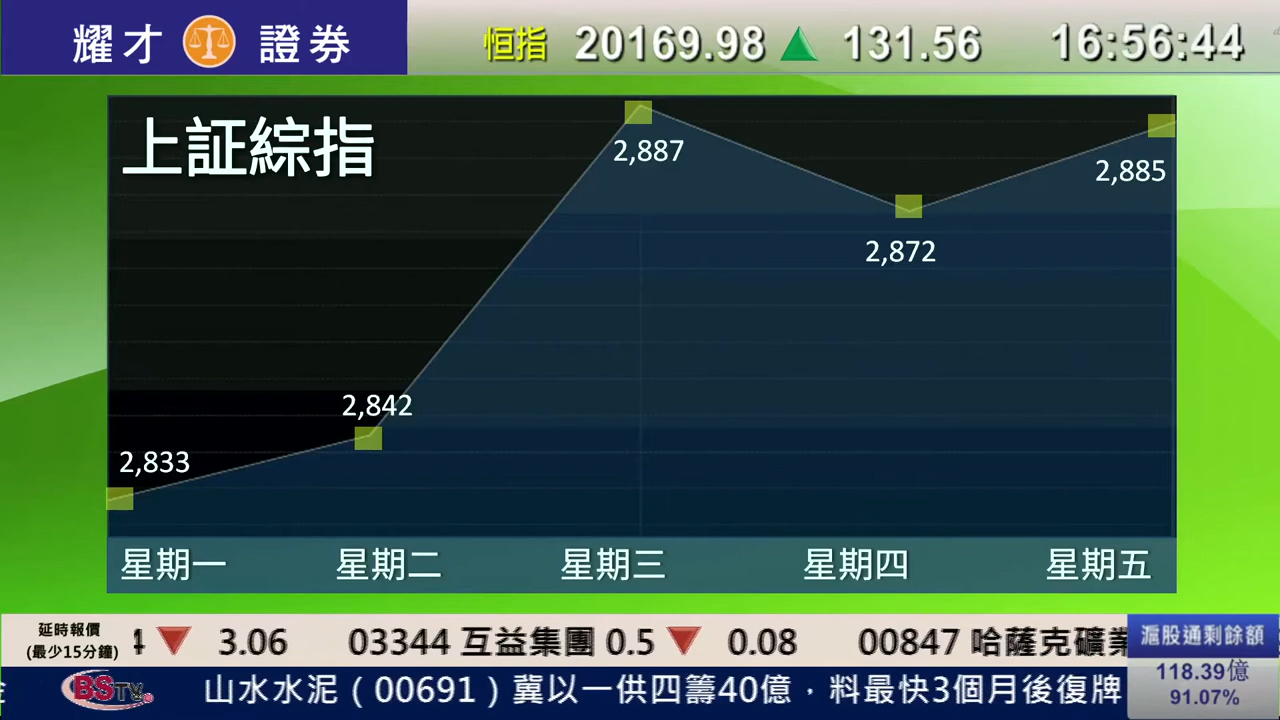 耀才 證券 恒指 20169.98 131.56 16:56:44
上証綜指
2,887
2,885
2,872
2,842
2,833
星期一 星期二 星期三 星期四 星期五
延時報價
(最少15分鐘)
3.06 03344 互益集團 0.5 0.08 00847 哈薩克礦業
滬股通剩餘額
118.39億
91.07%
BSTV 山水水泥（00691）冀以一供四籌40億，料最快3個月後復牌